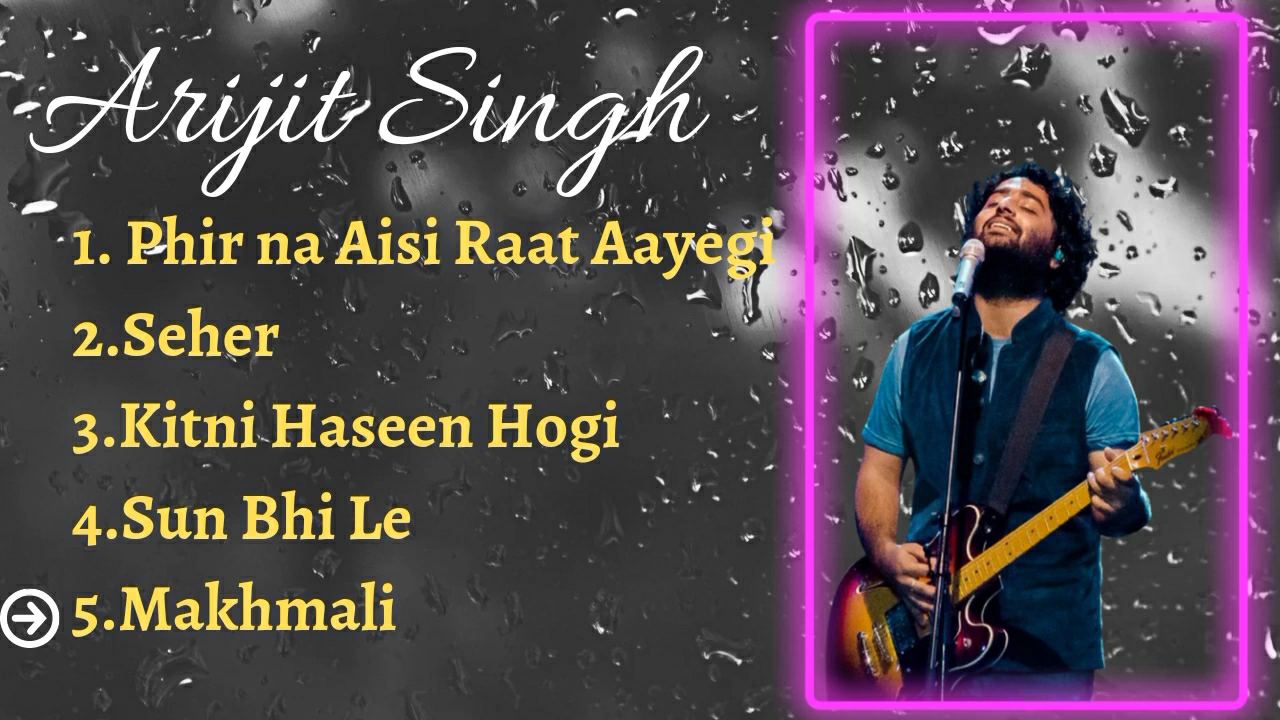 Arijit Singh
1. Phir na Aisi Raat Aayegi
2.Seher
3.Kitni Haseen Hogi
4.Sun Bhi Le
5.Makhmali